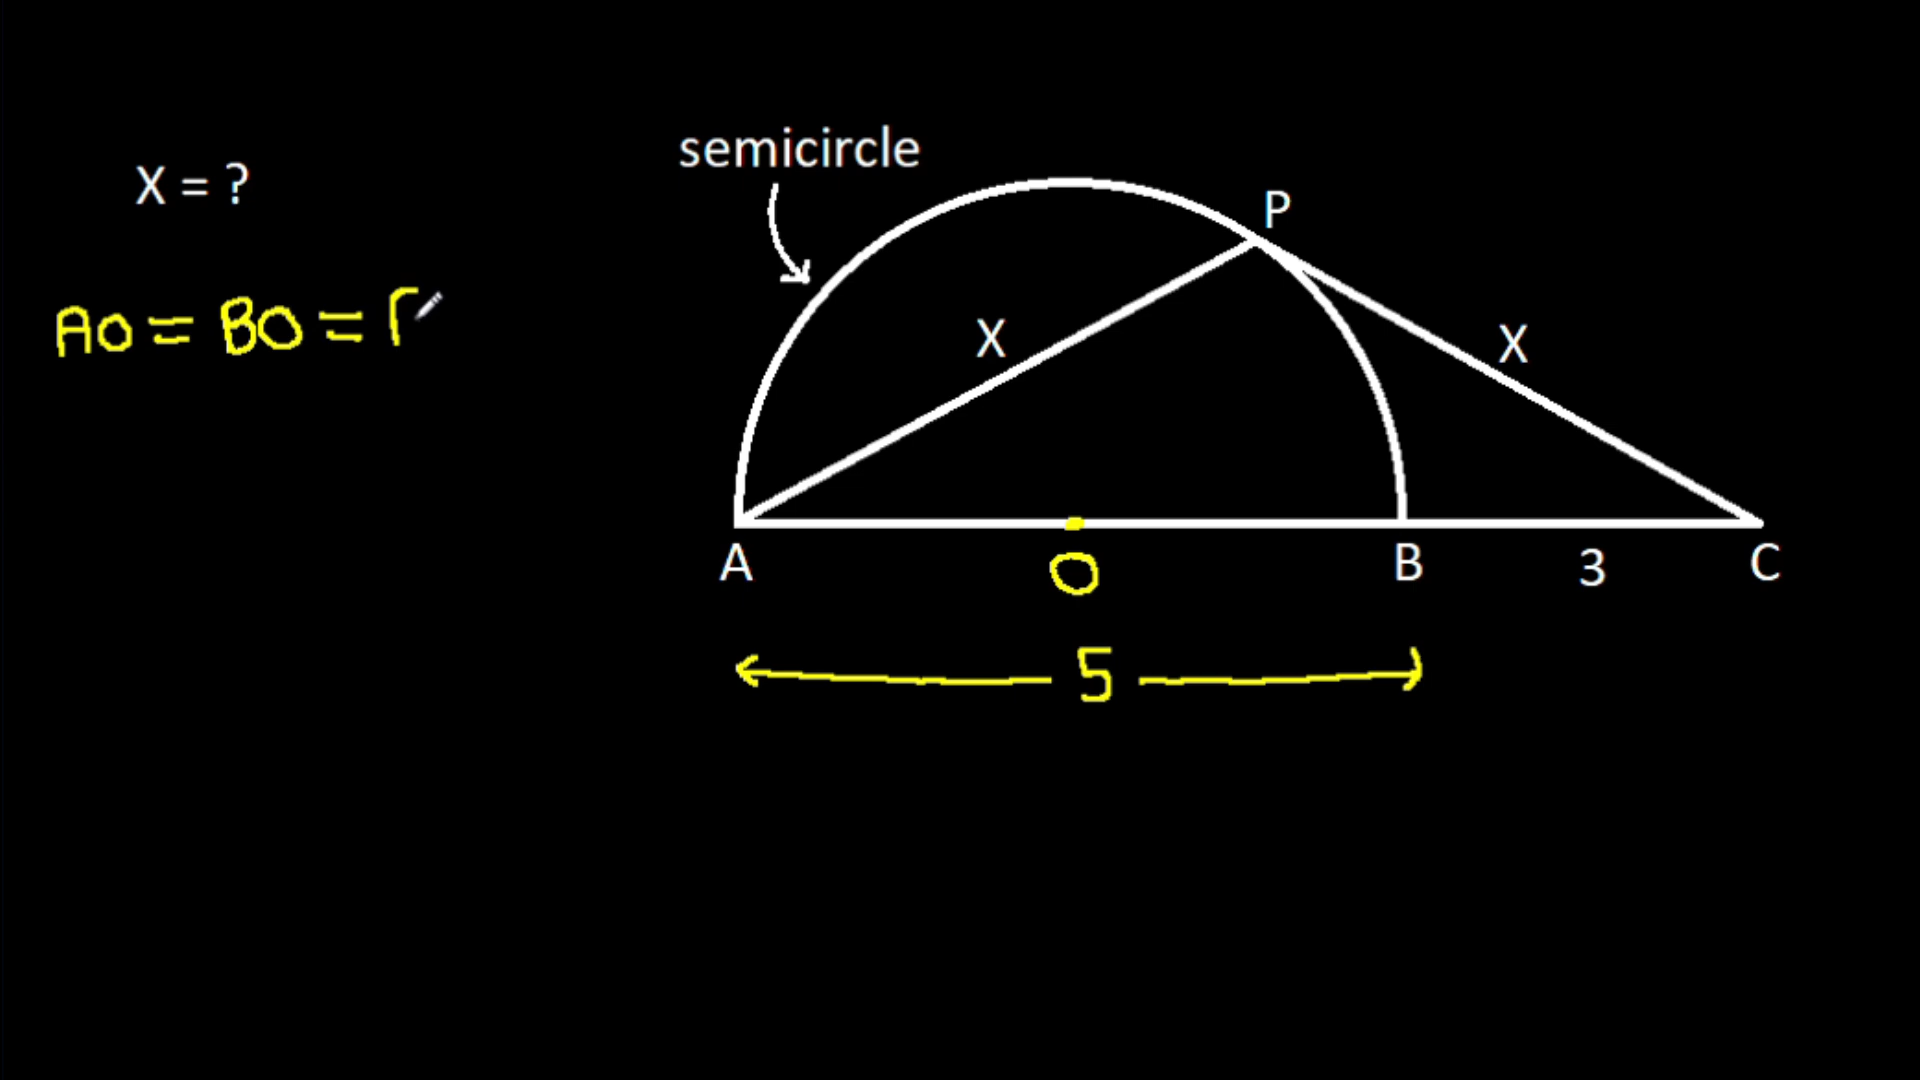 semicircle
X = ?
P
AO = BO = r
X
X
A
O
B
3
C
5